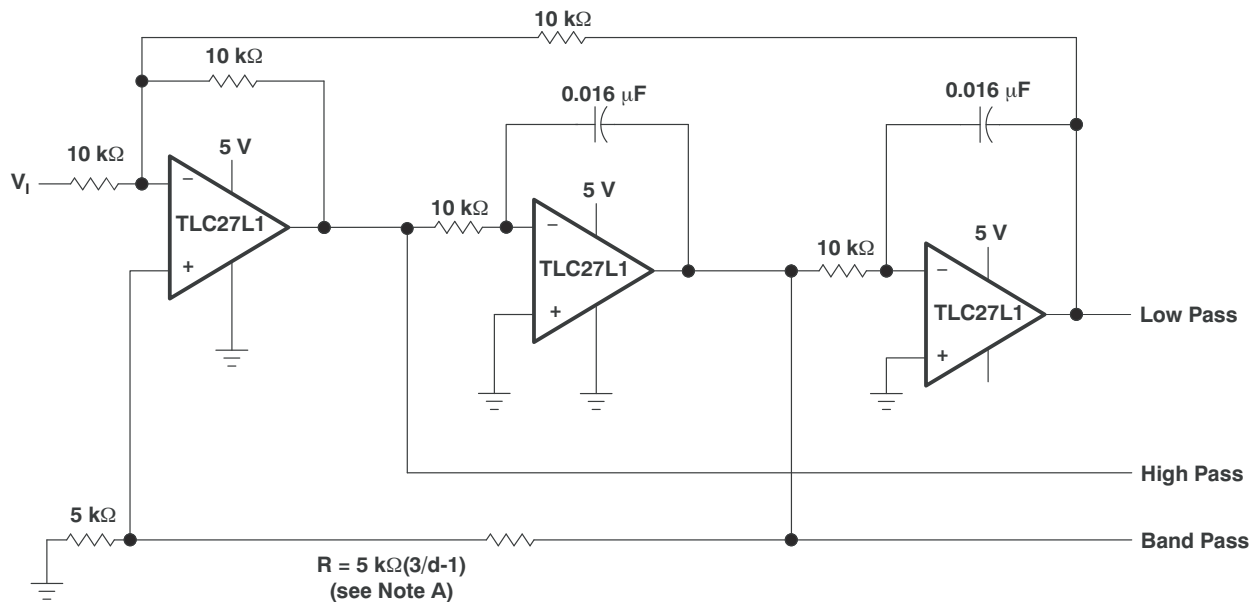 10 kΩ
10 kΩ
0.016 μF
0.016 μF
10 kΩ
5 V
VI
−
TLC27L1
+
10 kΩ
5 V
−
TLC27L1
+
10 kΩ
5 V
−
TLC27L1
+
Low Pass
High Pass
5 kΩ
Band Pass
R = 5 kΩ(3/d-1)
(see Note A)